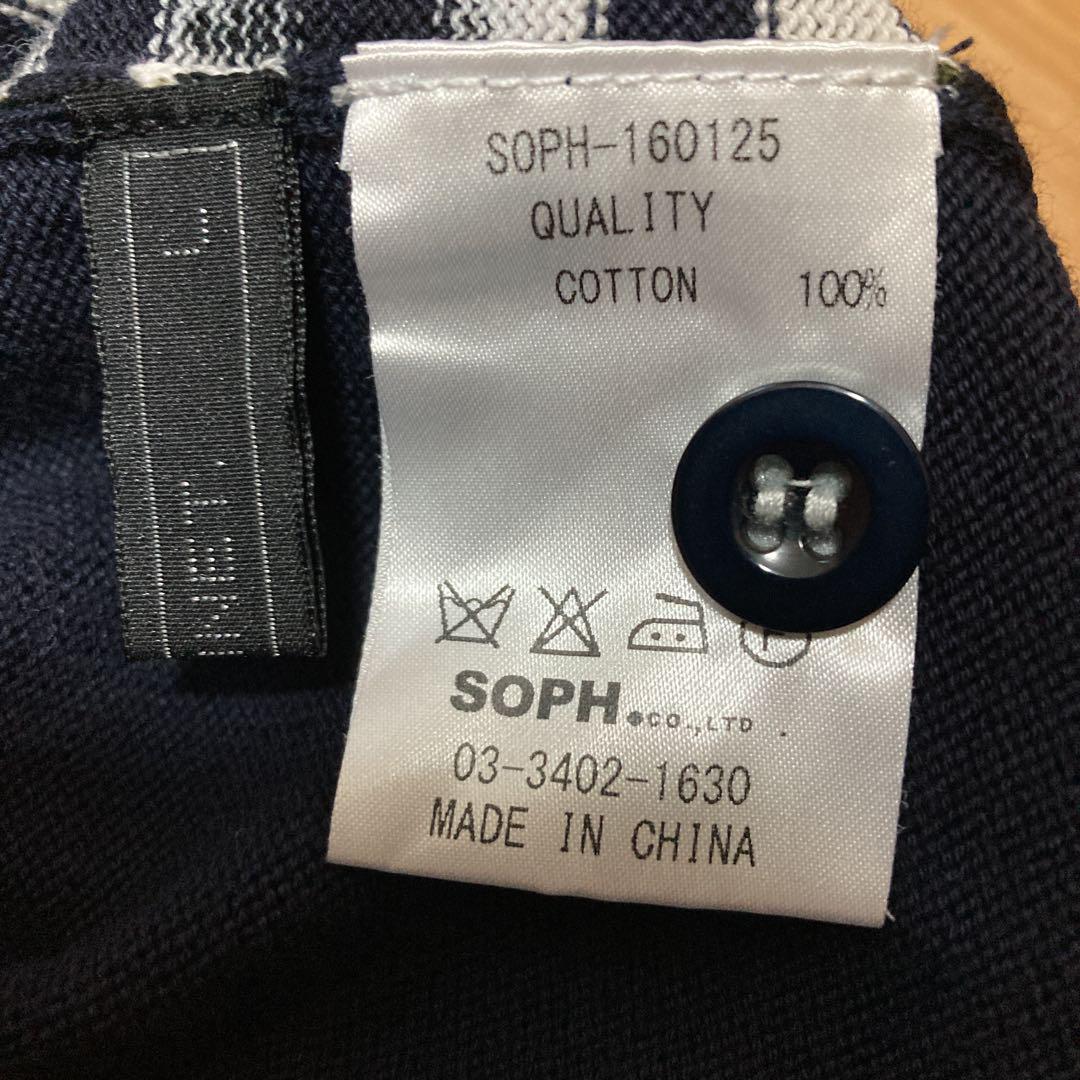 SOPH-160125
QUALITY
COTTON 100%
SOPH.CO.,LTD.
03-3402-1630
MADE IN CHINA